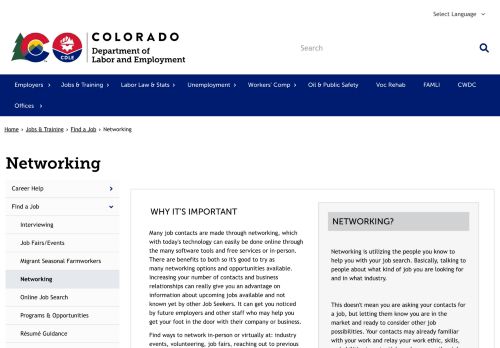 Select Language
COLORADO
Department of
Labor and Employment
CDLE
Search
Employers
Jobs & Training
Labor Law & Stats
Unemployment
Workers' Comp
Oil & Public Safety
Voc Rehab
FAMLI
CWDC
Offices
Home › Jobs & Training › Find a Job › Networking
Networking
Career Help
Find a Job
Interviewing
Job Fairs/Events
Migrant Seasonal Farmworkers
Networking
Online Job Search
Programs & Opportunities
Résumé Guidance
WHY IT'S IMPORTANT
Many job contacts are made through networking, which
with today's technology can easily be done online through
the many software tools and free services or in-person.
There are benefits to both so it's good to try as
many networking options and opportunities available.
Increasing your number of contacts and business
relationships can really give you an advantage on
information about upcoming jobs available and not
known yet by other Job Seekers. It can get you noticed
by future employers and other staff who may help you
get your foot in the door with their company or business.
Find ways to network in-person or virtually at: industry
events, volunteering, job fairs, reaching out to previous
NETWORKING?
Networking is utilizing the people you know to
help you with your job search. Basically, talking to
people about what kind of job you are looking for
and in what industry.
This doesn't mean you are asking your contacts for
a job, but letting them know you are in the
market and ready to consider other job
possibilities. Your contacts may already familiar
with your work and relay your work ethic, skills,